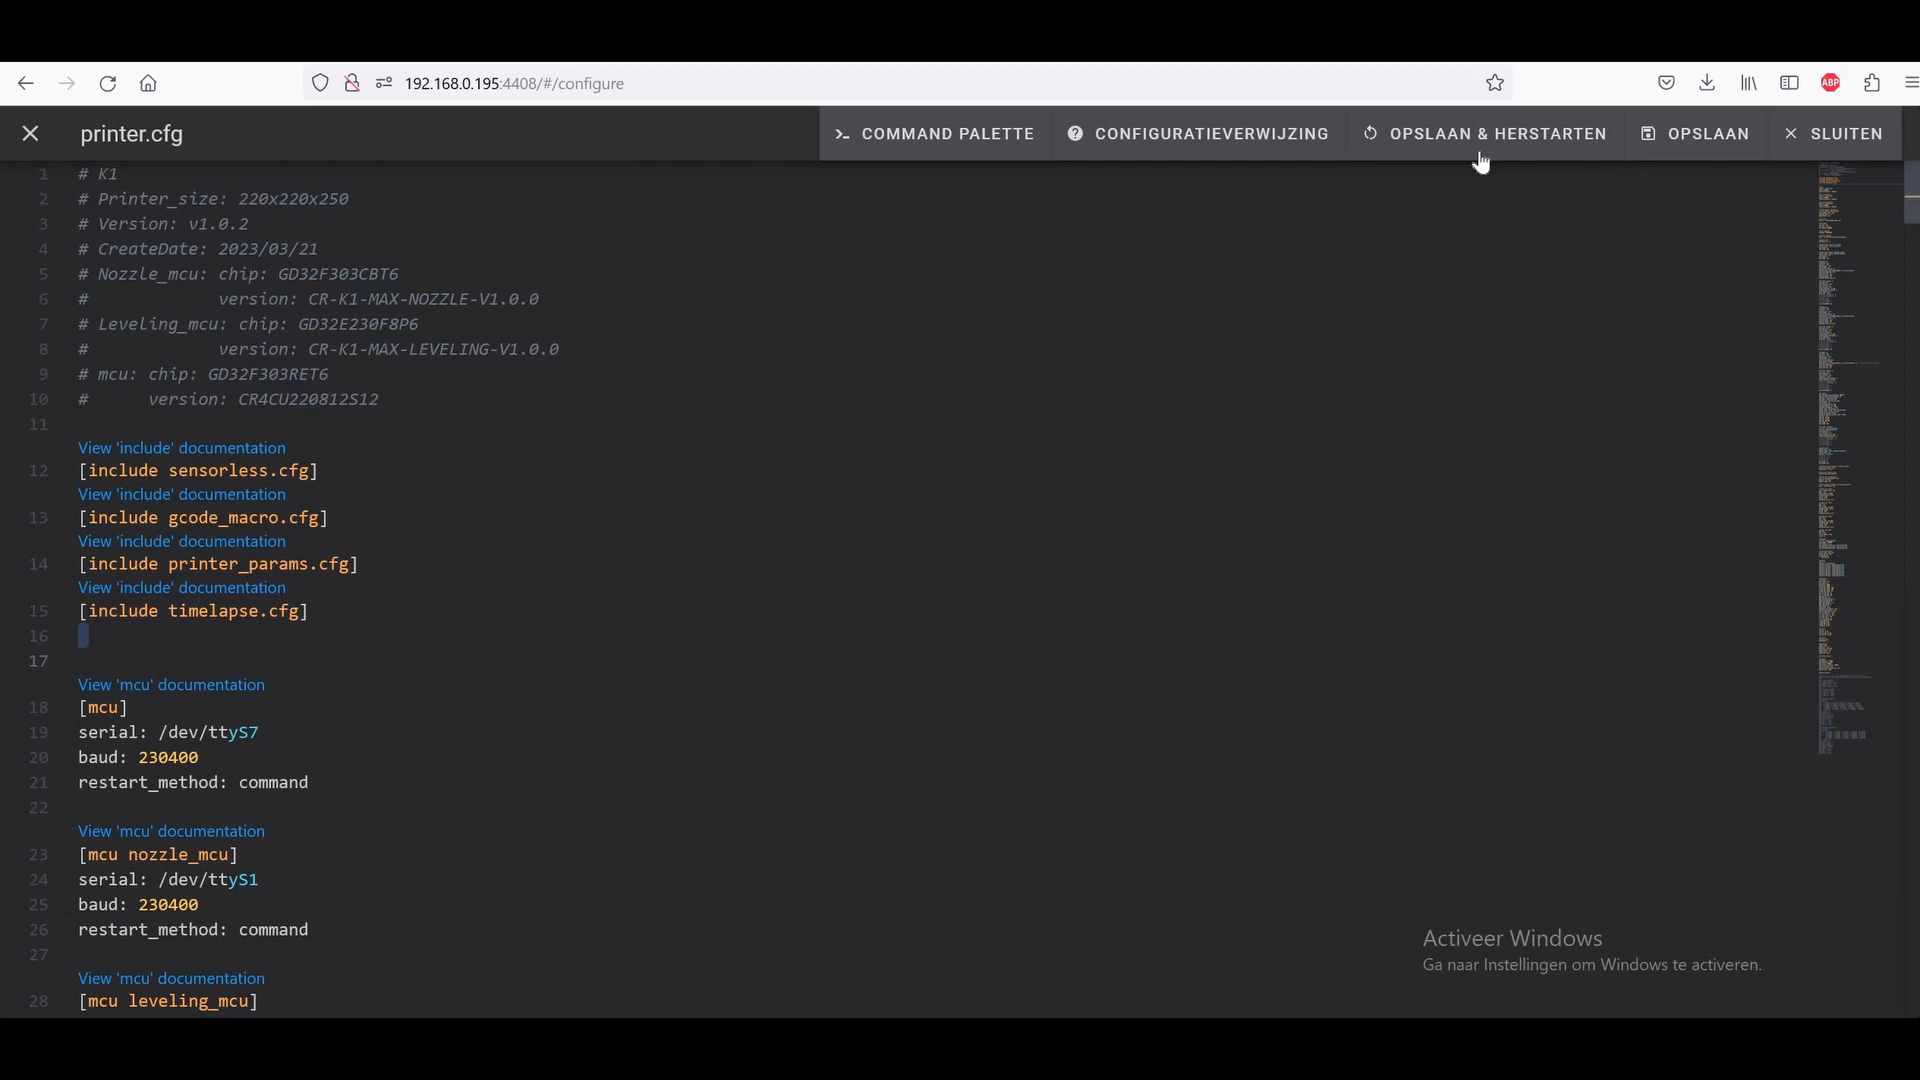 192.168.0.195:4408/#/configure
ABP
printer.cfg
COMMAND PALETTE
CONFIGURATIEVERWIJZING
OPSLAAN & HERSTARTEN
OPSLAAN
SLUITEN
1 # K1
2 # Printer_size: 220x220x250
3 # Version: v1.0.2
4 # CreateDate: 2023/03/21
5 # Nozzle_mcu: chip: GD32F303CBT6
6 # version: CR-K1-MAX-NOZZLE-V1.0.0
7 # Leveling_mcu: chip: GD32E230F8P6
8 # version: CR-K1-MAX-LEVELING-V1.0.0
9 # mcu: chip: GD32F303RET6
10 # version: CR4CU220812S12
11
View 'include' documentation
12 [include sensorless.cfg]
View 'include' documentation
13 [include gcode_macro.cfg]
View 'include' documentation
14 [include printer_params.cfg]
View 'include' documentation
15 [include timelapse.cfg]
16
17
View 'mcu' documentation
18 [mcu]
19 serial: /dev/ttyS7
20 baud: 230400
21 restart_method: command
22
View 'mcu' documentation
23 [mcu nozzle_mcu]
24 serial: /dev/ttyS1
25 baud: 230400
26 restart_method: command
27
View 'mcu' documentation
28 [mcu leveling_mcu]
Activeer Windows
Ga naar Instellingen om Windows te activeren.